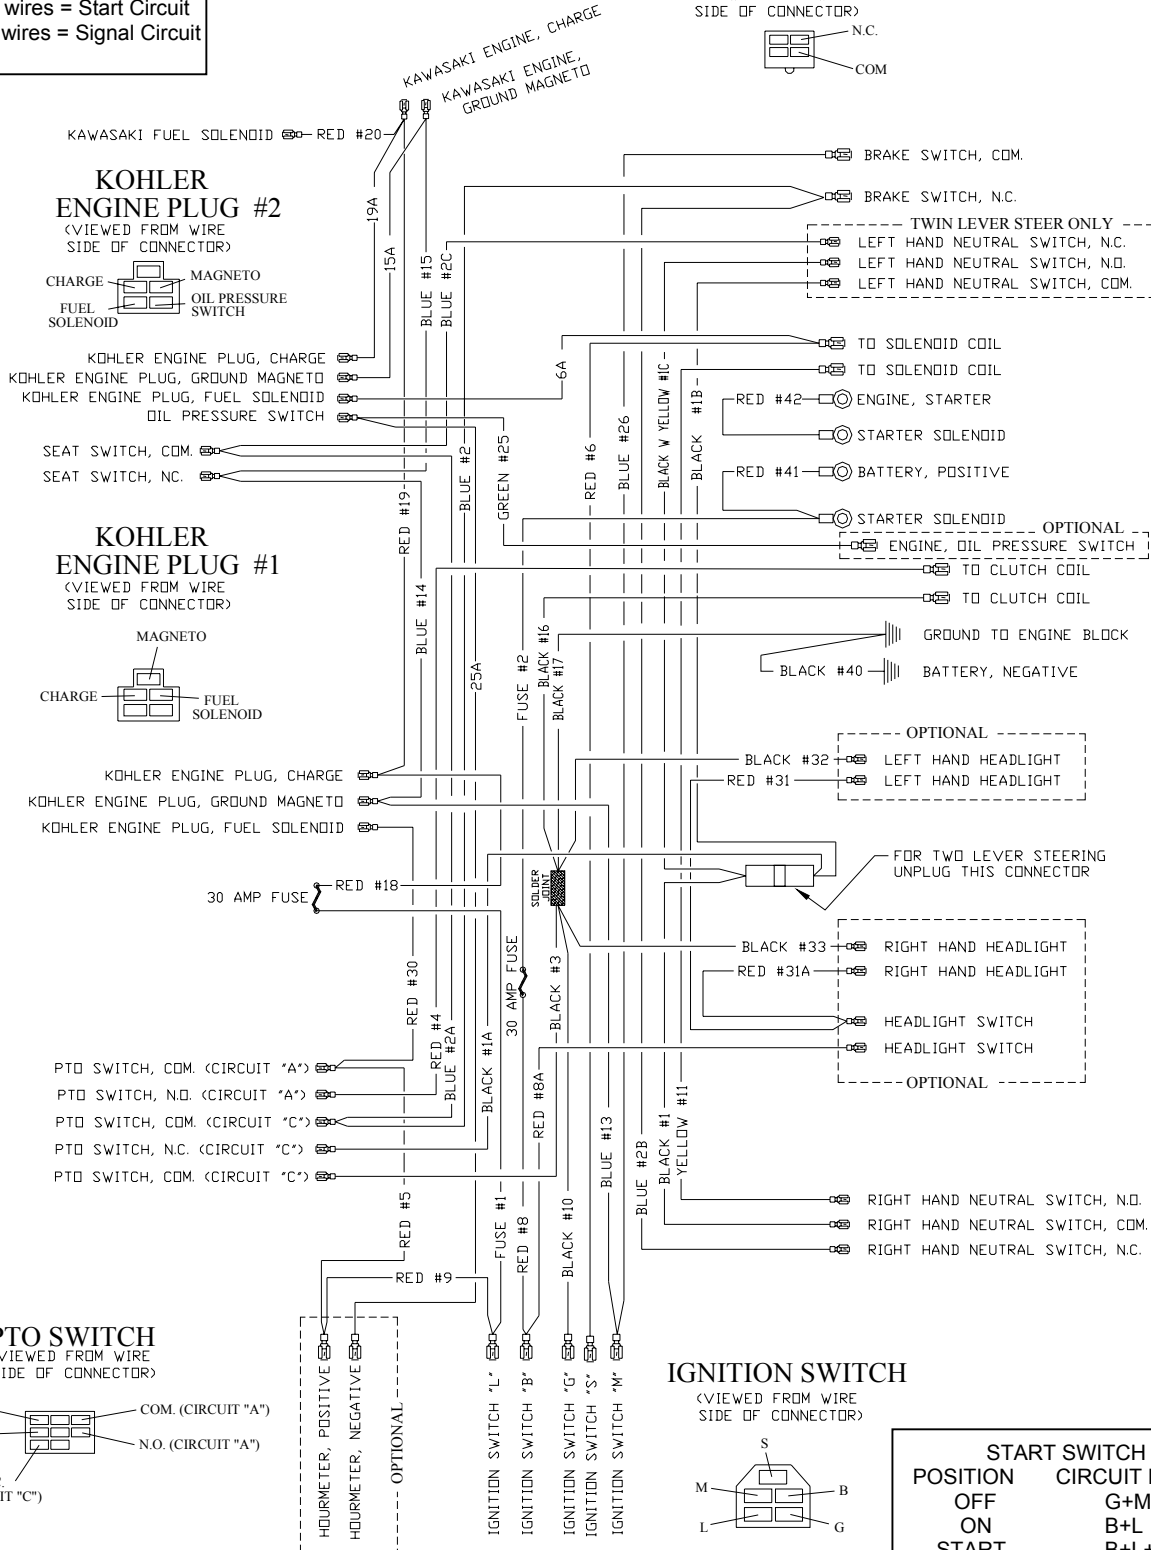 wires = Start Circuit
wires = Signal Circuit
SIDE OF CONNECTOR)
N.C.
COM
KAWASAKI ENGINE, CHARGE
KAWASAKI ENGINE,
GROUND MAGNETO
KAWASAKI FUEL SOLENOID
RED #20
KOHLER
ENGINE PLUG #2
(VIEWED FROM WIRE
SIDE OF CONNECTOR)
CHARGE
MAGNETO
FUEL
SOLENOID
OIL PRESSURE
SWITCH
19A
15A
BLUE #15
BLUE #2C
BRAKE SWITCH, COM.
BRAKE SWITCH, N.C.
TWIN LEVER STEER ONLY
LEFT HAND NEUTRAL SWITCH, N.C.
LEFT HAND NEUTRAL SWITCH, N.O.
LEFT HAND NEUTRAL SWITCH, COM.
KOHLER ENGINE PLUG, CHARGE
KOHLER ENGINE PLUG, GROUND MAGNETO
KOHLER ENGINE PLUG, FUEL SOLENOID
OIL PRESSURE SWITCH
6A
TO SOLENOID COIL
TO SOLENOID COIL
RED #42
ENGINE, STARTER
STARTER SOLENOID
RED #41
BATTERY, POSITIVE
STARTER SOLENOID
OPTIONAL
ENGINE, OIL PRESSURE SWITCH
SEAT SWITCH, COM.
SEAT SWITCH, NC.
RED #19
BLUE #2
GREEN #25
RED #6
BLUE #26
BLACK W YELLOW #1C
BLACK #1B
TO CLUTCH COIL
TO CLUTCH COIL
KOHLER
ENGINE PLUG #1
(VIEWED FROM WIRE
SIDE OF CONNECTOR)
MAGNETO
CHARGE
FUEL
SOLENOID
BLUE #14
25A
FUSE #2
BLACK #16
BLACK #17
GROUND TO ENGINE BLOCK
BLACK #40
BATTERY, NEGATIVE
OPTIONAL
BLACK #32
LEFT HAND HEADLIGHT
RED #31
LEFT HAND HEADLIGHT
KOHLER ENGINE PLUG, CHARGE
KOHLER ENGINE PLUG, GROUND MAGNETO
KOHLER ENGINE PLUG, FUEL SOLENOID
30 AMP FUSE
RED #18
SOLDER
JOINT
FOR TWO LEVER STEERING
UNPLUG THIS CONNECTOR
BLACK #33
RIGHT HAND HEADLIGHT
RED #31A
RIGHT HAND HEADLIGHT
HEADLIGHT SWITCH
HEADLIGHT SWITCH
OPTIONAL
RED #30
RED #4
BLUE #2A
BLACK #1A
30 AMP FUSE
BLACK #3
RED #8A
PTO SWITCH, COM. (CIRCUIT "A")
PTO SWITCH, N.O. (CIRCUIT "A")
PTO SWITCH, COM. (CIRCUIT "C")
PTO SWITCH, N.C. (CIRCUIT "C")
PTO SWITCH, COM. (CIRCUIT "C")
RED #5
FUSE #1
RED #8
BLACK #10
BLUE #13
BLUE #2B
BLACK #1
YELLOW #11
RIGHT HAND NEUTRAL SWITCH, N.O.
RIGHT HAND NEUTRAL SWITCH, COM.
RIGHT HAND NEUTRAL SWITCH, N.C.
RED #9
PTO SWITCH
VIEWED FROM WIRE
IDE OF CONNECTOR)
COM. (CIRCUIT "A")
N.O. (CIRCUIT "A")
IT "C")
HOURMETER, POSITIVE
HOURMETER, NEGATIVE
OPTIONAL
IGNITION SWITCH "L"
IGNITION SWITCH "B"
IGNITION SWITCH "G"
IGNITION SWITCH "S"
IGNITION SWITCH "M"
IGNITION SWITCH
(VIEWED FROM WIRE
SIDE OF CONNECTOR)
S
M
B
L
G
START SWITCH
POSITION CIRCUIT
OFF G+M
ON B+L
START B+L+